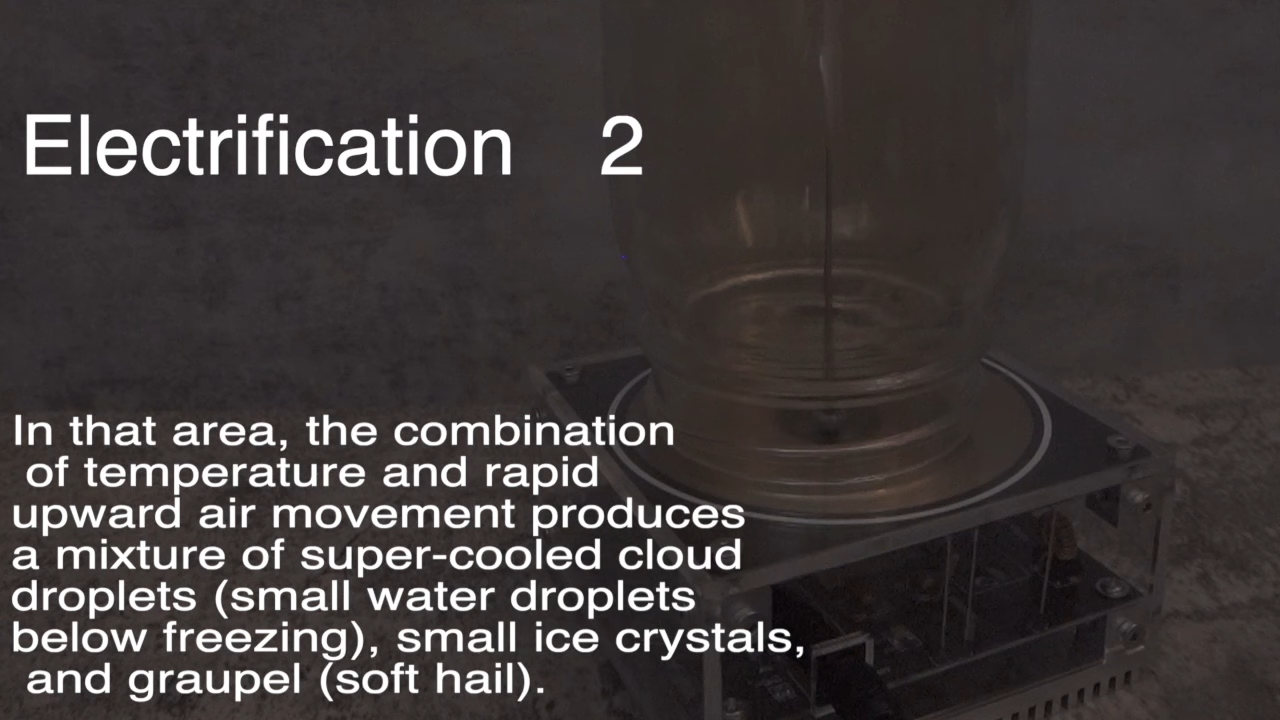 Electrification 2
In that area, the combination
of temperature and rapid
upward air movement produces
a mixture of super-cooled cloud
droplets (small water droplets
below freezing), small ice crystals,
and graupel (soft hail).